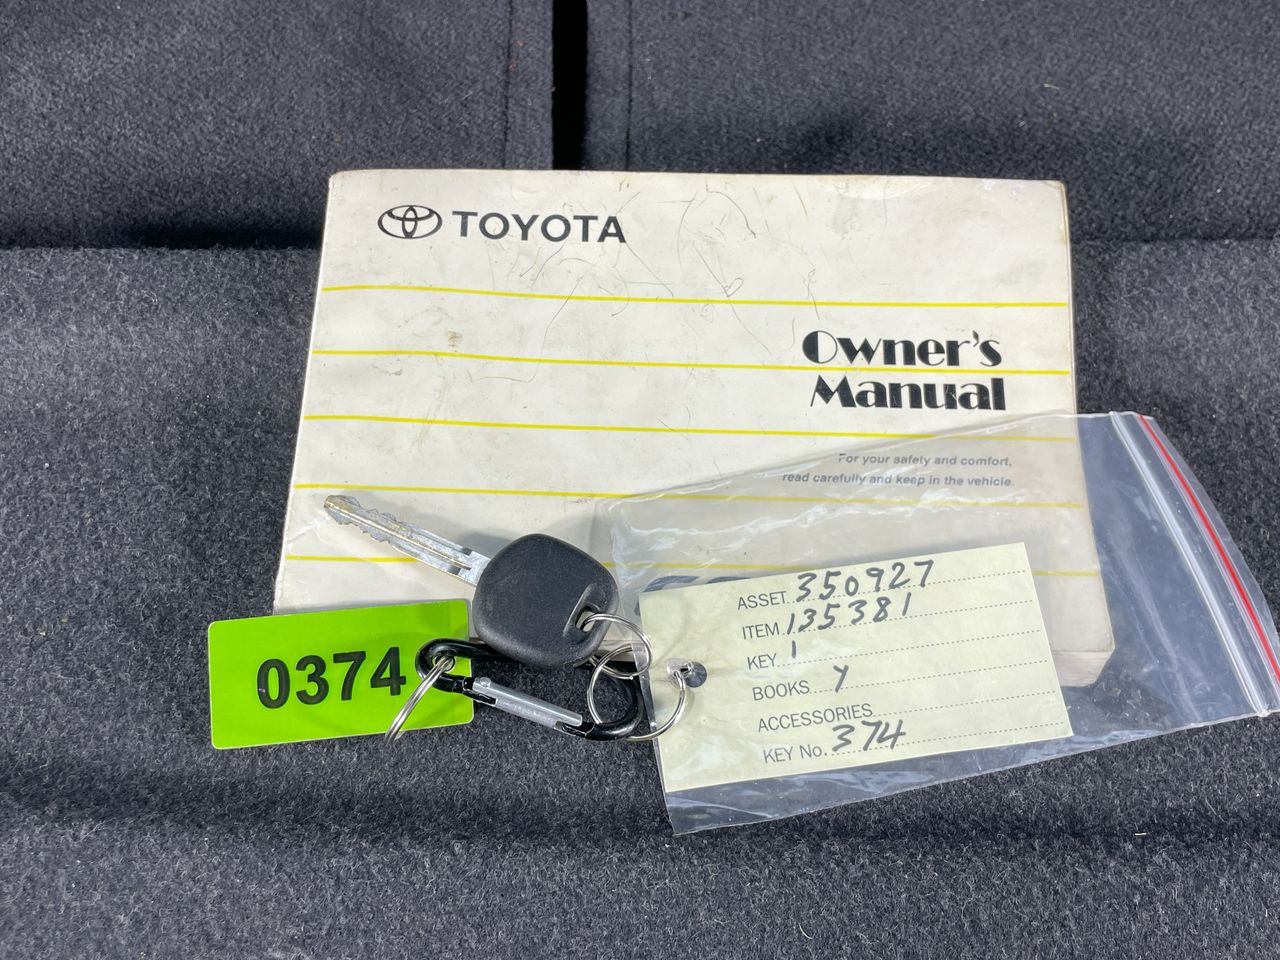 TOYOTA
Owner's
Manual
For your safety and comfort,
read carefully and keep in the vehicle.
0374
ASSET 350927
ITEM 135381
KEY 1
BOOKS Y
ACCESSORIES
KEY No. 374